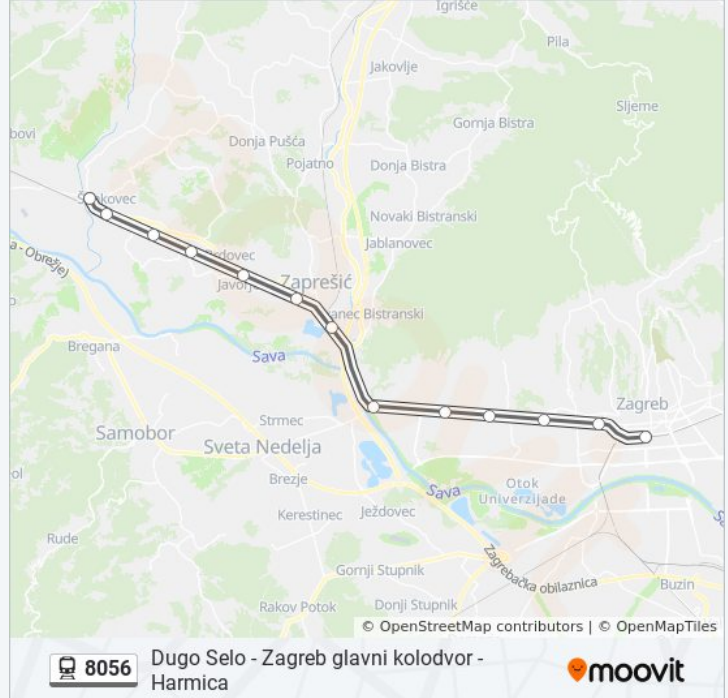 Igrišće
Pila
Jakovlje
Sljeme
Gornja Bistra
bovi
Donja Pušća
Pojatno
Donja Bistra
Novaki Bistranski
Jablanovec
a - Obrežje)
Zaprešić
Bregana
Sava
Zagreb
Strmec
Samobor
Sveta Nedelja
Brezje
Sava
Otok
Univerzijade
Kerestinec
Ježdovec
Rude
Zagrebačka obilaznica
Gornji Stupnik
Buzin
Rakov Potok
Donji Stupnik
© OpenStreetMap contributors | © OpenMapTiles
8056
Dugo Selo - Zagreb glavni kolodvor -
Harmica
moovit